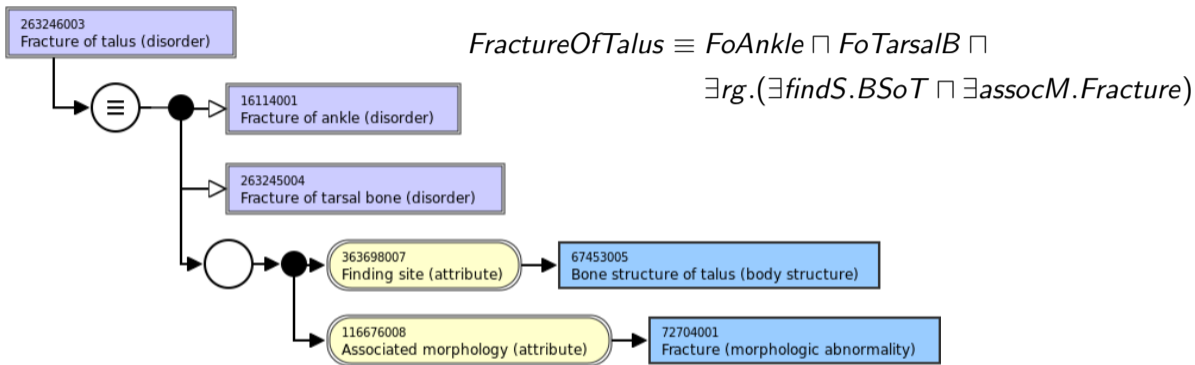 263246003
Fracture of talus (disorder)
FractureOfTalus ≡ FoAnkle ⊓ FoTarsalB ⊓
∃rg.(∃findS.BSoT ⊓ ∃assocM.Fracture)
≡
16114001
Fracture of ankle (disorder)
263245004
Fracture of tarsal bone (disorder)
363698007
Finding site (attribute)
67453005
Bone structure of talus (body structure)
116676008
Associated morphology (attribute)
72704001
Fracture (morphologic abnormality)